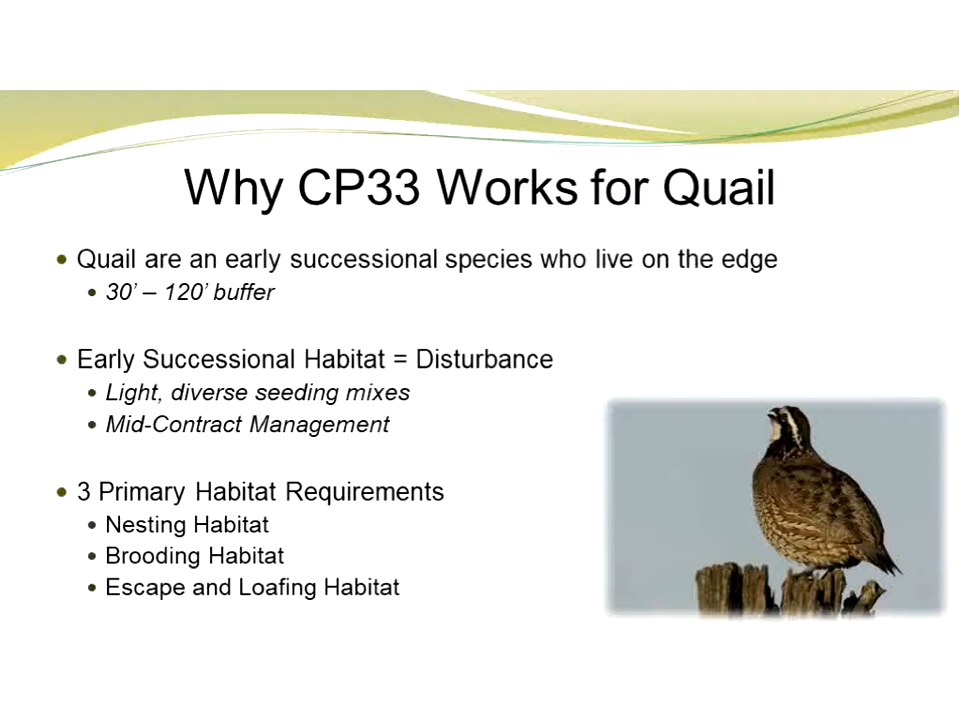 Why CP33 Works for Quail
Quail are an early successional species who live on the edge
30’ – 120’ buffer
Early Successional Habitat = Disturbance
Light, diverse seeding mixes
Mid-Contract Management
3 Primary Habitat Requirements
Nesting Habitat
Brooding Habitat
Escape and Loafing Habitat